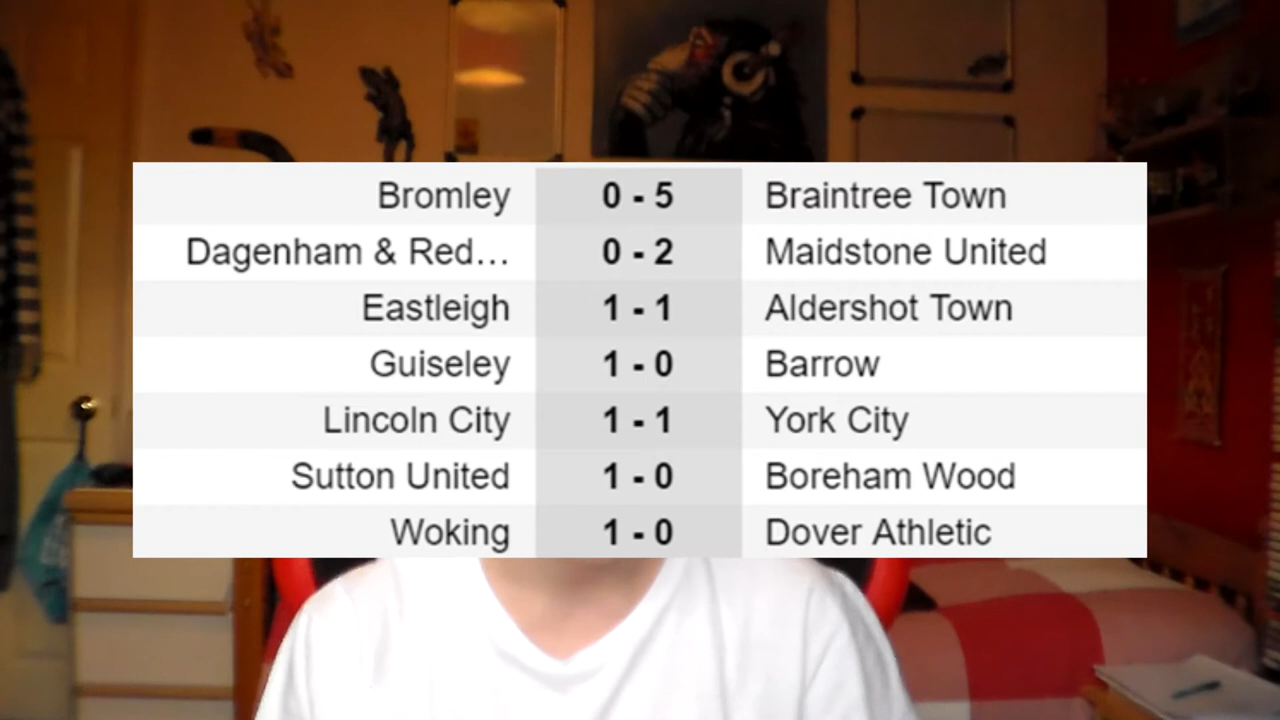 Bromley 0 - 5 Braintree Town
Dagenham & Red... 0 - 2 Maidstone United
Eastleigh 1 - 1 Aldershot Town
Guiseley 1 - 0 Barrow
Lincoln City 1 - 1 York City
Sutton United 1 - 0 Boreham Wood
Woking 1 - 0 Dover Athletic